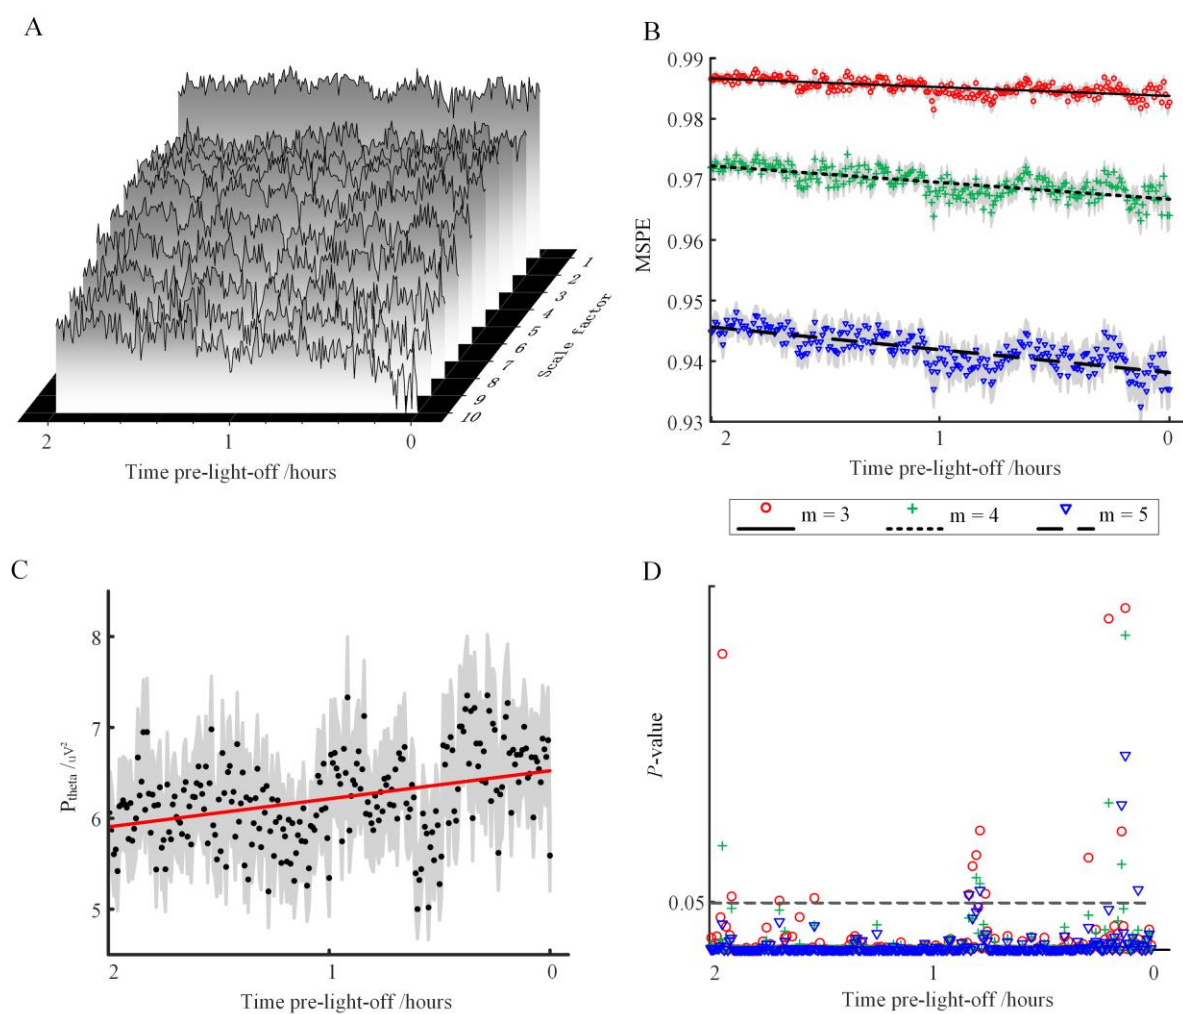 A
1
2
3
4
5
6
7
8
9
10
Scale factor
2 1 0
Time pre-light-off /hours
B
0.99
0.98
0.97
0.96
0.95
0.94
0.93
MSPE
2 1 0
Time pre-light-off /hours
m = 3 m = 4 m = 5
C
8
7
6
5
Ptheta /uV²
2 1 0
Time pre-light-off /hours
D
P-value
0.05
2 1 0
Time pre-light-off /hours